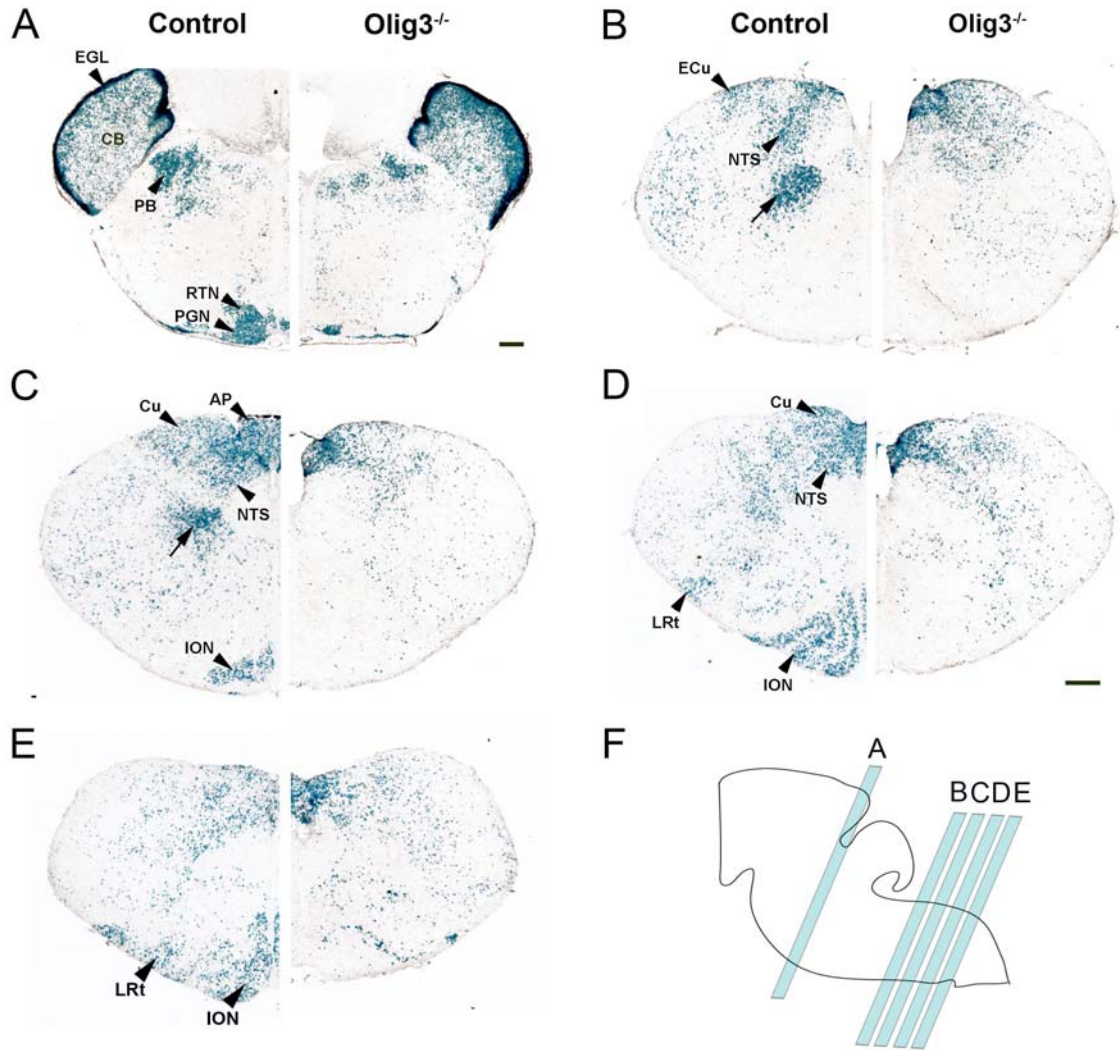 A
Control
Olig3-/-
EGL
CB
PB
RTN
PGN
B
Control
Olig3-/-
ECu
NTS
C
Cu
AP
NTS
ION
D
Cu
NTS
LRt
ION
E
LRt
ION
F
A
BCDE